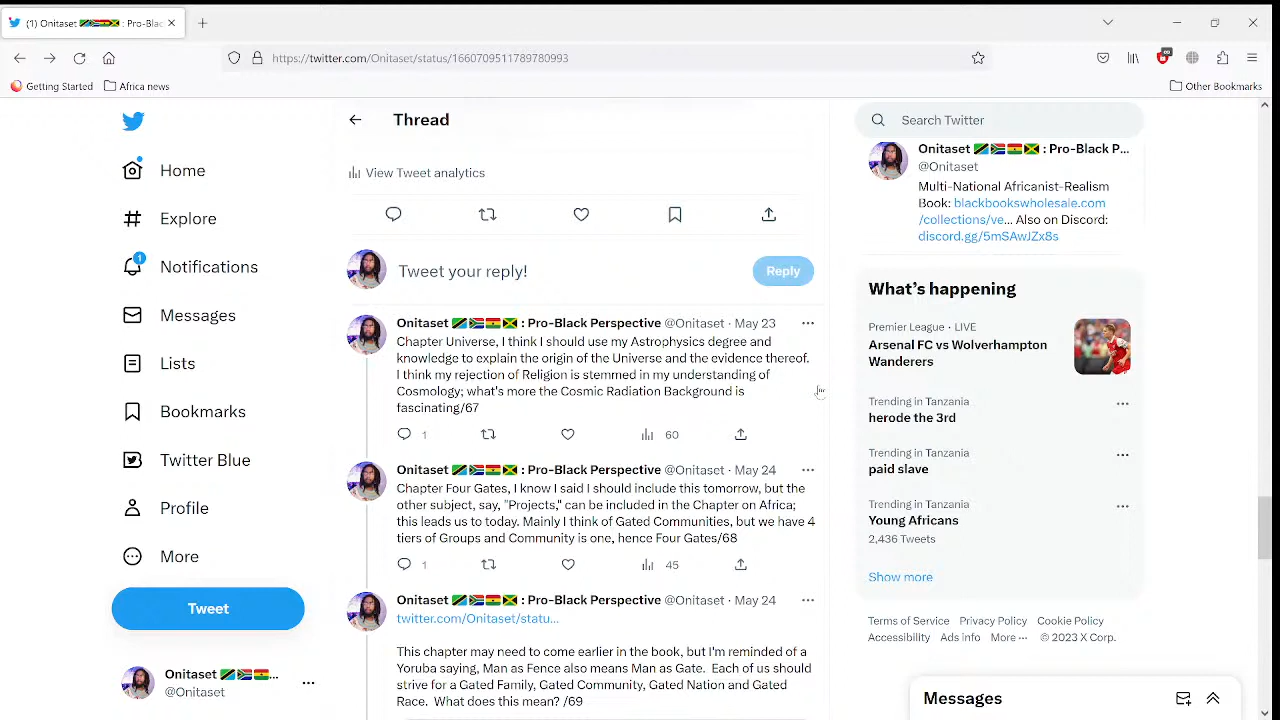 (1) Onitaset : Pro-Blac
https://twitter.com/Onitaset/status/1660709511789780993
Getting Started
Africa news
Other Bookmarks
Home
Explore
1
Notifications
Messages
Lists
Bookmarks
Twitter Blue
Profile
More
Tweet
Onitaset ...
@Onitaset
Thread
View Tweet analytics
Tweet your reply!
Reply
Onitaset : Pro-Black Perspective @Onitaset · May 23
Chapter Universe, I think I should use my Astrophysics degree and
knowledge to explain the origin of the Universe and the evidence thereof.
I think my rejection of Religion is stemmed in my understanding of
Cosmology; what's more the Cosmic Radiation Background is
fascinating/67
1 60
Onitaset : Pro-Black Perspective @Onitaset · May 24
Chapter Four Gates, I know I said I should include this tomorrow, but the
other subject, say, "Projects," can be included in the Chapter on Africa;
this leads us to today. Mainly I think of Gated Communities, but we have 4
tiers of Groups and Community is one, hence Four Gates/68
1 45
Onitaset : Pro-Black Perspective @Onitaset · May 24
twitter.com/Onitaset/statu...
This chapter may need to come earlier in the book, but I'm reminded of a
Yoruba saying, Man as Fence also means Man as Gate. Each of us should
strive for a Gated Family, Gated Community, Gated Nation and Gated
Race. What does this mean? /69
Search Twitter
Onitaset : Pro-Black P...
@Onitaset
Multi-National Africanist-Realism
Book: blackbookswholesale.com
/collections/ve... Also on Discord:
discord.gg/5mSAwJZx8s
What's happening
Premier League · LIVE
Arsenal FC vs Wolverhampton
Wanderers
Trending in Tanzania
herode the 3rd
Trending in Tanzania
paid slave
Trending in Tanzania
Young Africans
2,436 Tweets
Show more
Terms of Service Privacy Policy Cookie Policy
Accessibility Ads info More ··· © 2023 X Corp.
Messages